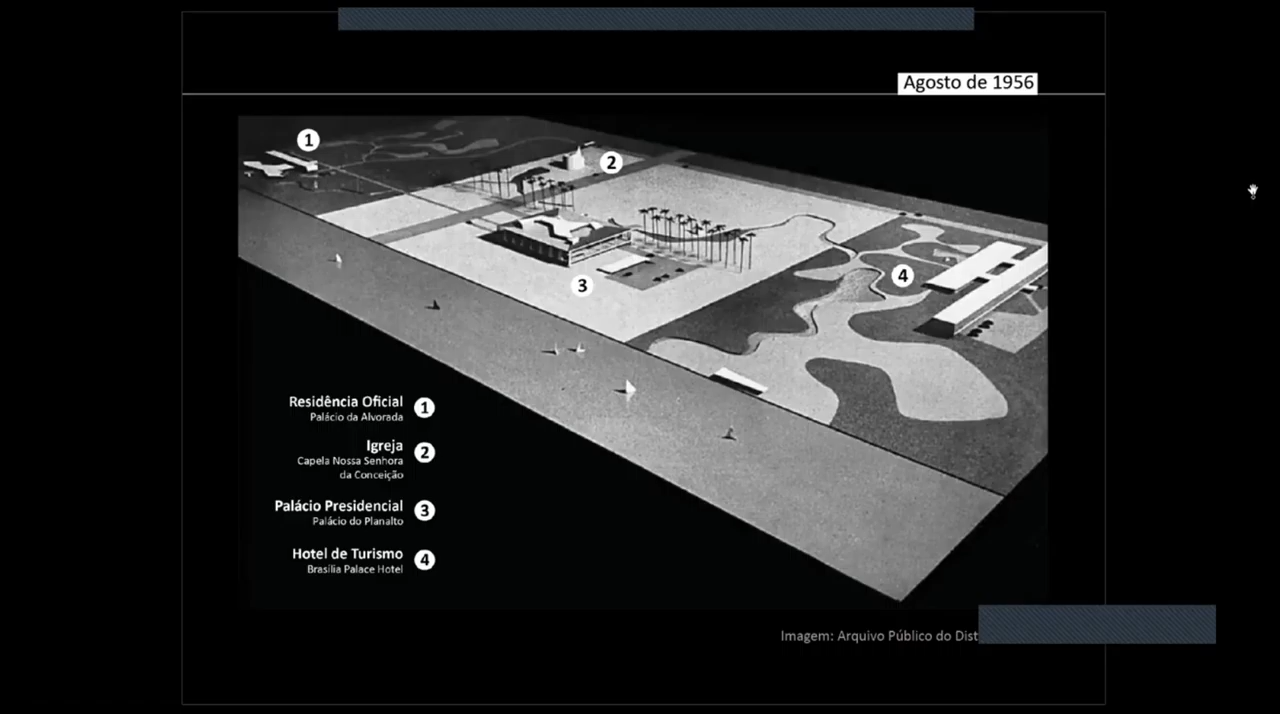 Agosto de 1956
1
2
3
4
Residência Oficial 1
Palácio da Alvorada
Igreja 2
Capela Nossa Senhora
da Conceição
Palácio Presidencial 3
Palácio do Planalto
Hotel de Turismo 4
Brasília Palace Hotel
Imagem: Arquivo Público do Dist